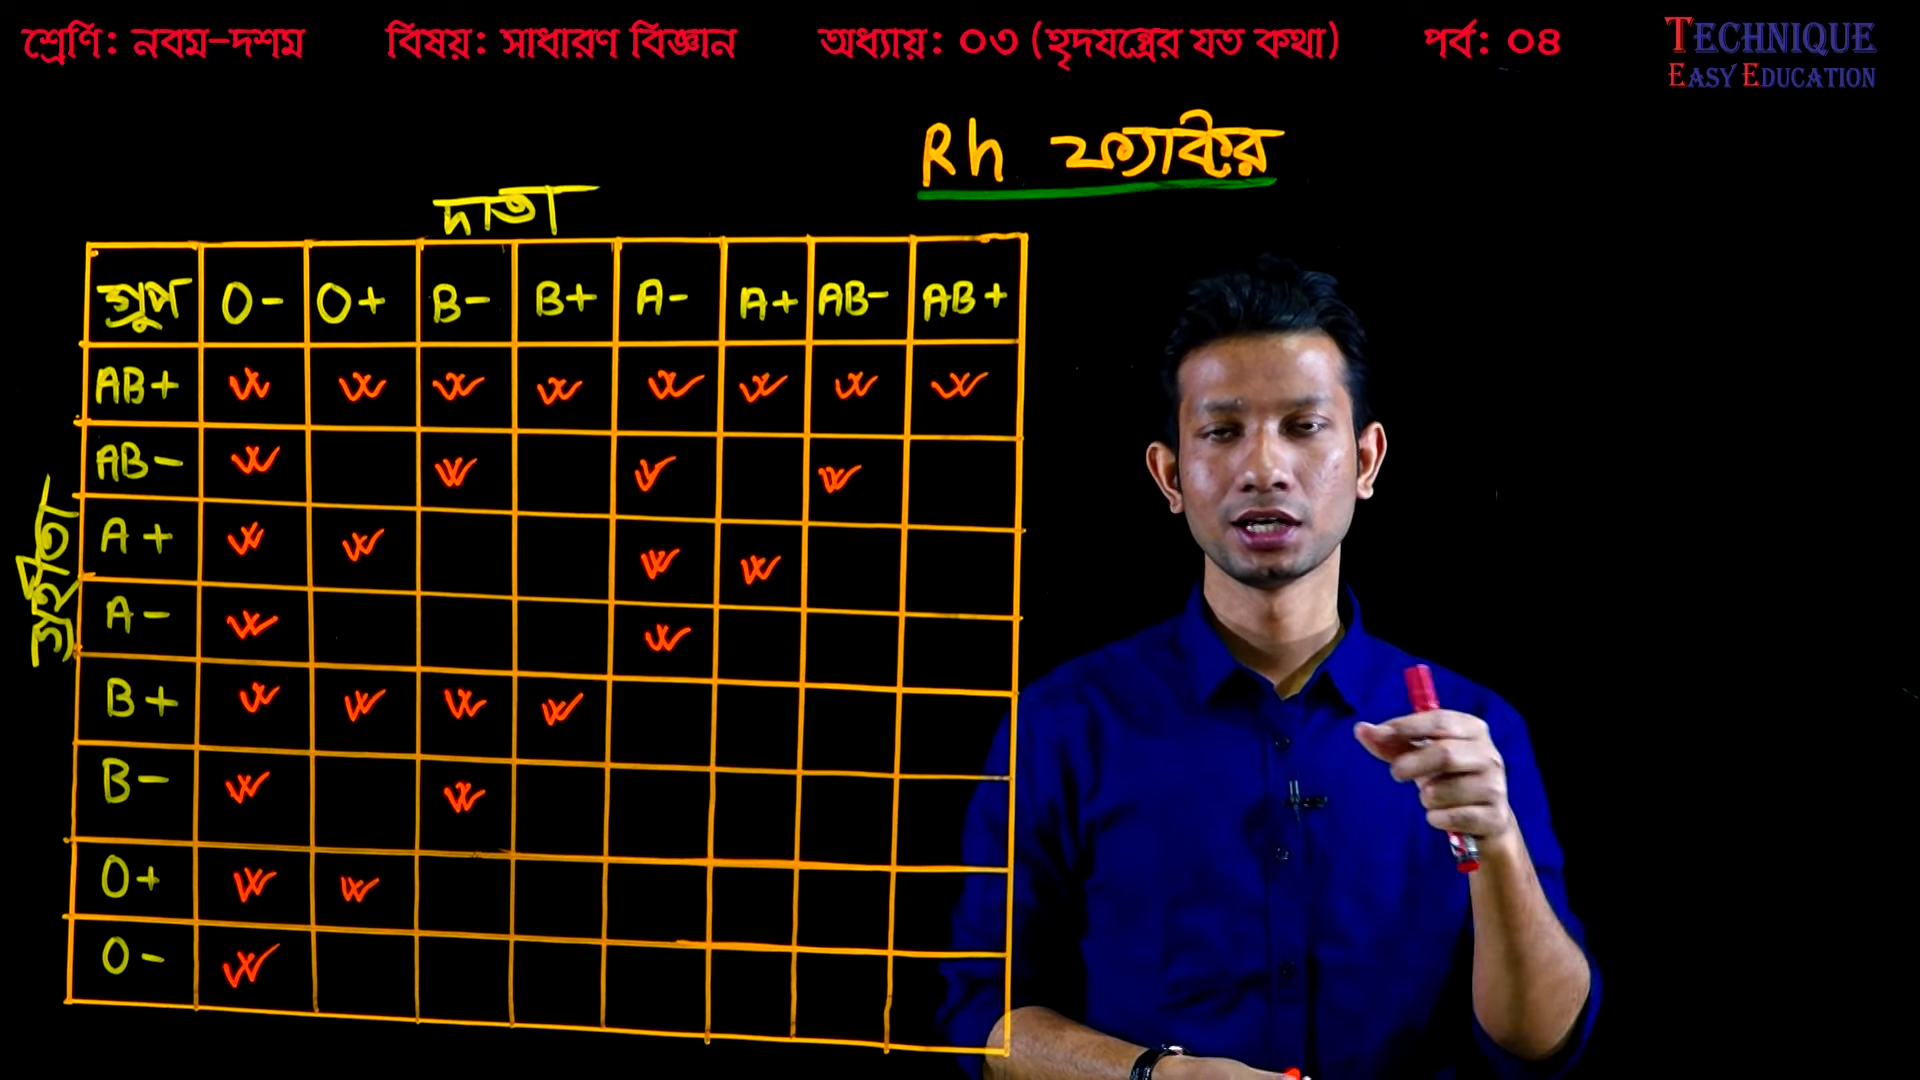 শ্রেণি: নবম-দশম বিষয়: সাধারণ বিজ্ঞান অধ্যায়: ০৩ (হৃদযন্ত্রের যত কথা) পর্ব: ০৪
TECHNIQUE
EASY EDUCATION
Rh ফ্যাক্টর
দাতা
গ্রুপ O- O+ B- B+ A- A+ AB- AB+
AB+
AB-
A+
A-
B+
B-
O+
O-
গ্রহীতা